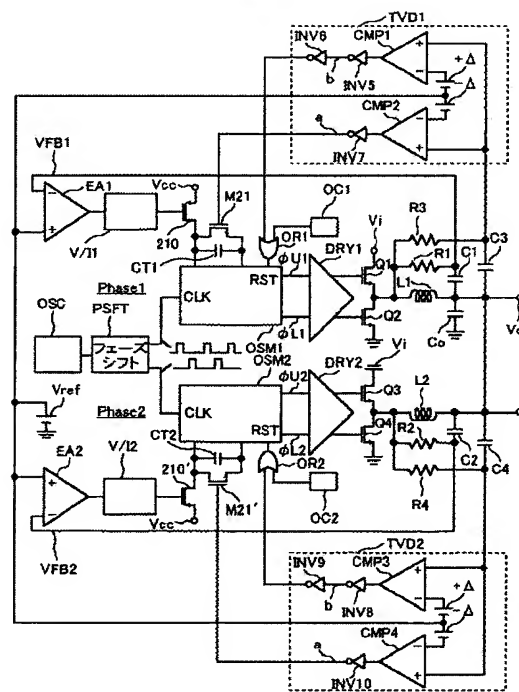 TVD1
INV6
CMP1
+
b
INV5
-
+Δ
-Δ
CMP2
a
-
+
INV7
VFB1
EA1
Vcc
M21
OC1
Vi
-
+
V/I1
210
CT1
OR1
DRY1
R3
R1
C3
C1
RST
φU1
Q1
L1
Phase1
PSFT
CLK
φL1
Q2
Co
Vo
OSC
フェーズ
シフト
OSM1
OSM2
DRY2
Vi
Vref
Phase2
φU2
Q3
L2
CLK
RST
Q4
EA2
V/I2
CT2
φL2
R2
C2
C4
+
-
210'
M21'
OR2
R4
Vcc
OC2
VFB2
TVD2
INV9
CMP3
+
b
INV8
-
+Δ
-Δ
CMP4
a
-
+
INV10